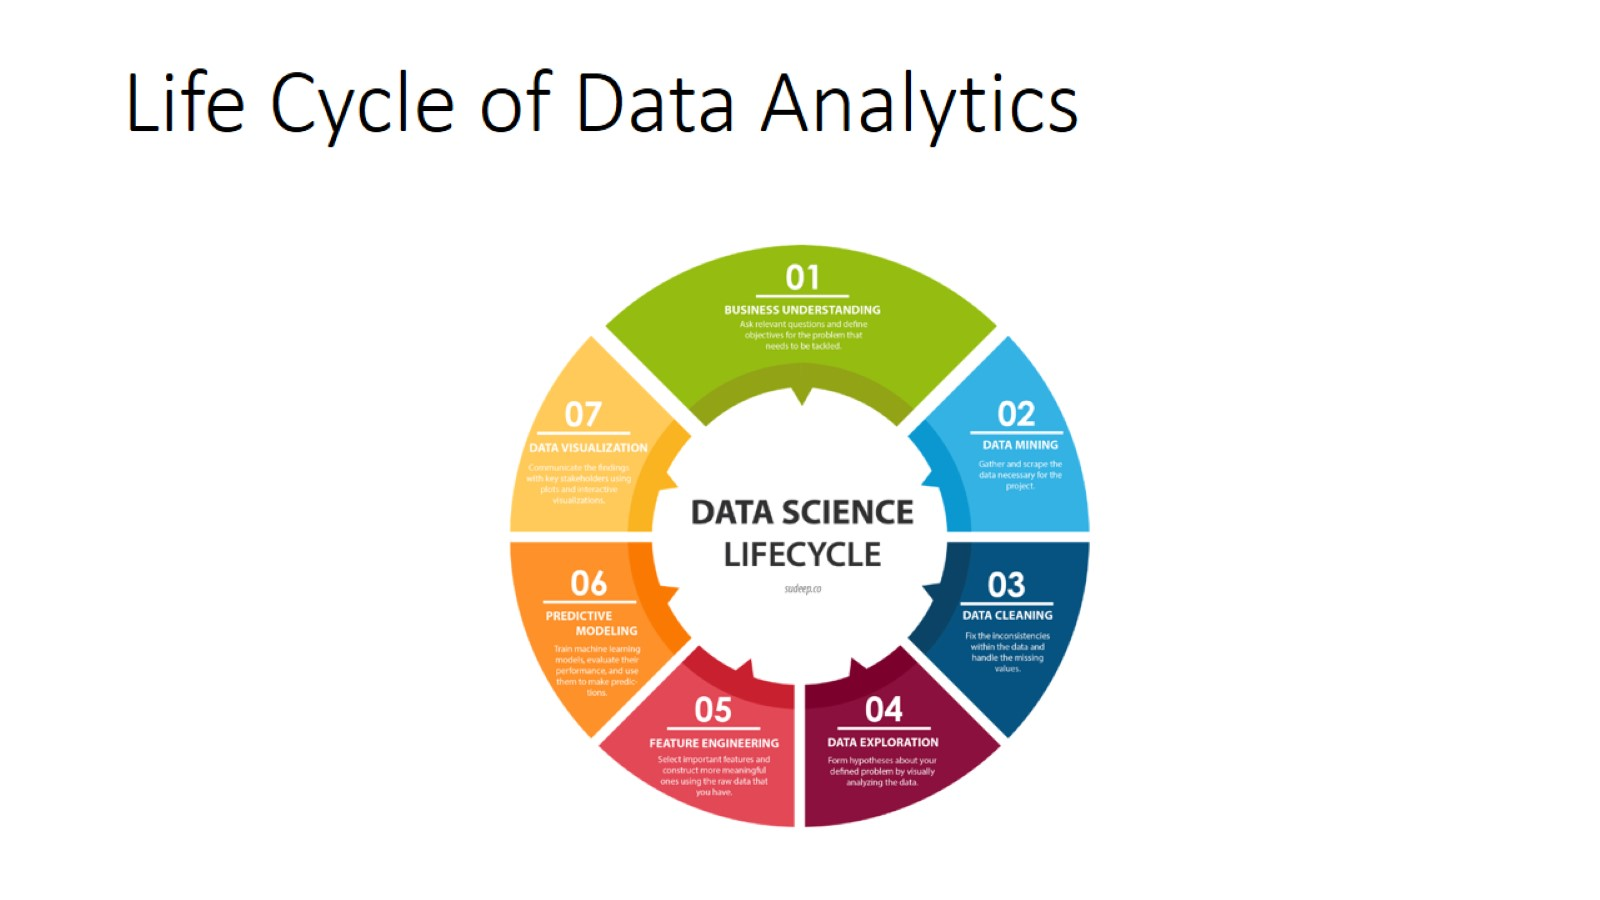 Life Cycle of Data Analytics
01
BUSINESS UNDERSTANDING
Ask relevant questions and define
objectives for the problem that
needs to be tackled.
02
DATA MINING
Gather and scrape the
data necessary for the
project.
03
DATA CLEANING
Fix the inconsistencies
within the data and
handle the missing
values.
04
DATA EXPLORATION
Form hypotheses about your
defined problem by visually
analyzing the data.
05
FEATURE ENGINEERING
Select important features and
construct more meaningful
ones using the raw data that
you have.
06
PREDICTIVE
MODELING
Train machine learning
models, evaluate their
performance, and use
them to make predic-
tions.
07
DATA VISUALIZATION
Communicate the findings
with key stakeholders using
plots and interactive
visualizations.
DATA SCIENCE
LIFECYCLE
sudeep.co